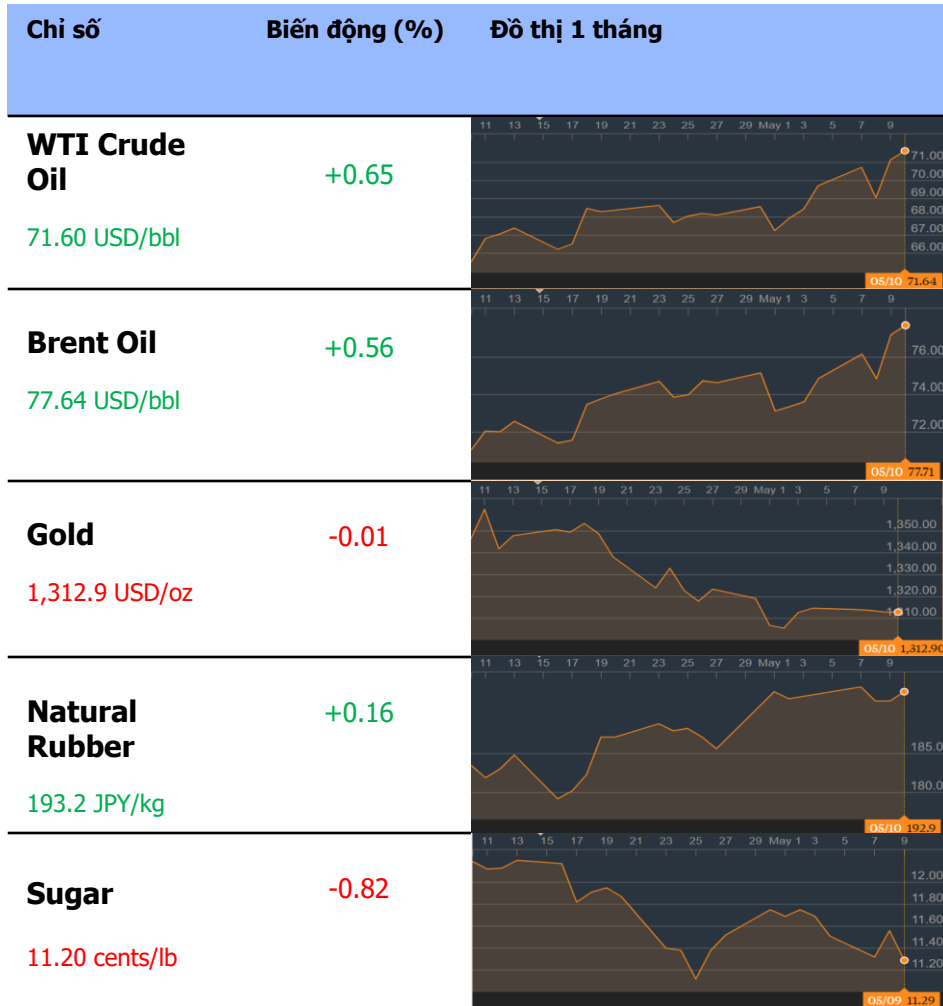 Chỉ số Biến động (%) Đồ thị 1 tháng
WTI Crude
Oil
+0.65
71.60 USD/bbl
11 13 15 17 19 21 23 25 27 29 May 1 3 5 7 9
71.00
70.00
69.00
68.00
67.00
66.00
05/10 71.64
Brent Oil
+0.56
77.64 USD/bbl
11 13 15 17 19 21 23 25 27 29 May 1 3 5 7 9
76.00
74.00
72.00
05/10 77.71
Gold
-0.01
1,312.9 USD/oz
11 13 15 17 19 21 23 25 27 29 May 1 3 5 7 9
1,350.00
1,340.00
1,330.00
1,320.00
05/10 1,312.90
Natural
Rubber
+0.16
193.2 JPY/kg
11 13 15 17 19 21 23 25 27 29 May 1 3 5 7 9
185.0
180.0
05/10 192.9
Sugar
-0.82
11.20 cents/lb
11 13 15 17 19 21 23 25 27 29 May 1 3 5 7 9
12.00
11.80
11.60
11.40
11.20
05/09 11.29